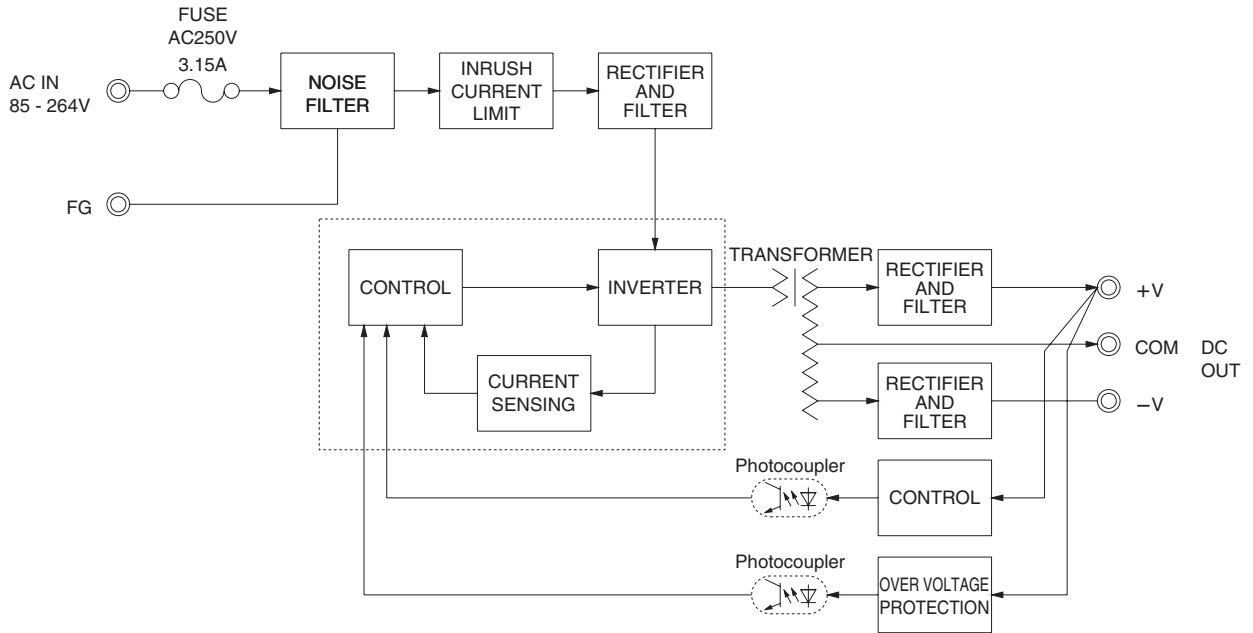 FUSE
AC250V
3.15A
AC IN
85 - 264V
NOISE
FILTER
INRUSH
CURRENT
LIMIT
RECTIFIER
AND
FILTER
FG
CONTROL
INVERTER
TRANSFORMER
RECTIFIER
AND
FILTER
+V
COM
DC
OUT
CURRENT
SENSING
RECTIFIER
AND
FILTER
−V
Photocoupler
CONTROL
Photocoupler
OVER VOLTAGE
PROTECTION